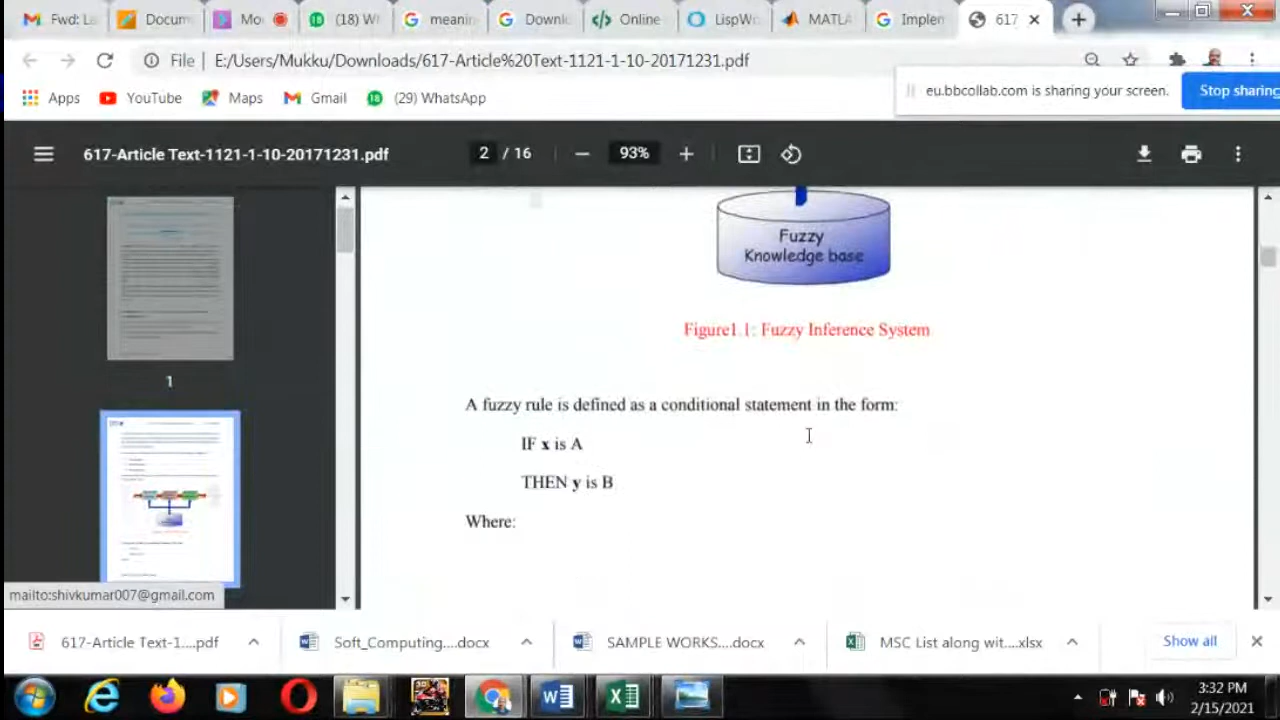 Fwd: L
Docum
Mo
(18) W
meanin
Downl
Online
LispWo
MATLA
Implem
617
File
E:/Users/Mukku/Downloads/617-Article%20Text-1121-1-10-20171231.pdf
Apps
YouTube
Maps
Gmail
(29) WhatsApp
eu.bbcollab.com is sharing your screen.
Stop sharing
617-Article Text-1121-1-10-20171231.pdf
2 / 16
93%
Fuzzy
Knowledge base
Figure1.1: Fuzzy Inference System
A fuzzy rule is defined as a conditional statement in the form:
IF x is A
THEN y is B
Where:
1
mailto:shivkumar007@gmail.com
617-Article Text-1....pdf
Soft_Computing....docx
SAMPLE WORKS....docx
MSC List along wit....xlsx
Show all
3:32 PM
2/15/2021